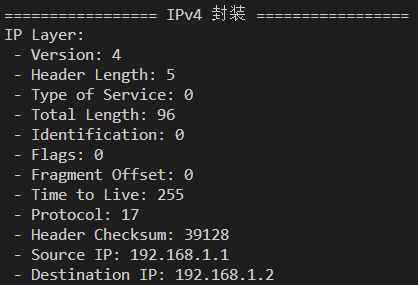 ================= IPv4 封装 =================
IP Layer:
- Version: 4
- Header Length: 5
- Type of Service: 0
- Total Length: 96
- Identification: 0
- Flags: 0
- Fragment Offset: 0
- Time to Live: 255
- Protocol: 17
- Header Checksum: 39128
- Source IP: 192.168.1.1
- Destination IP: 192.168.1.2